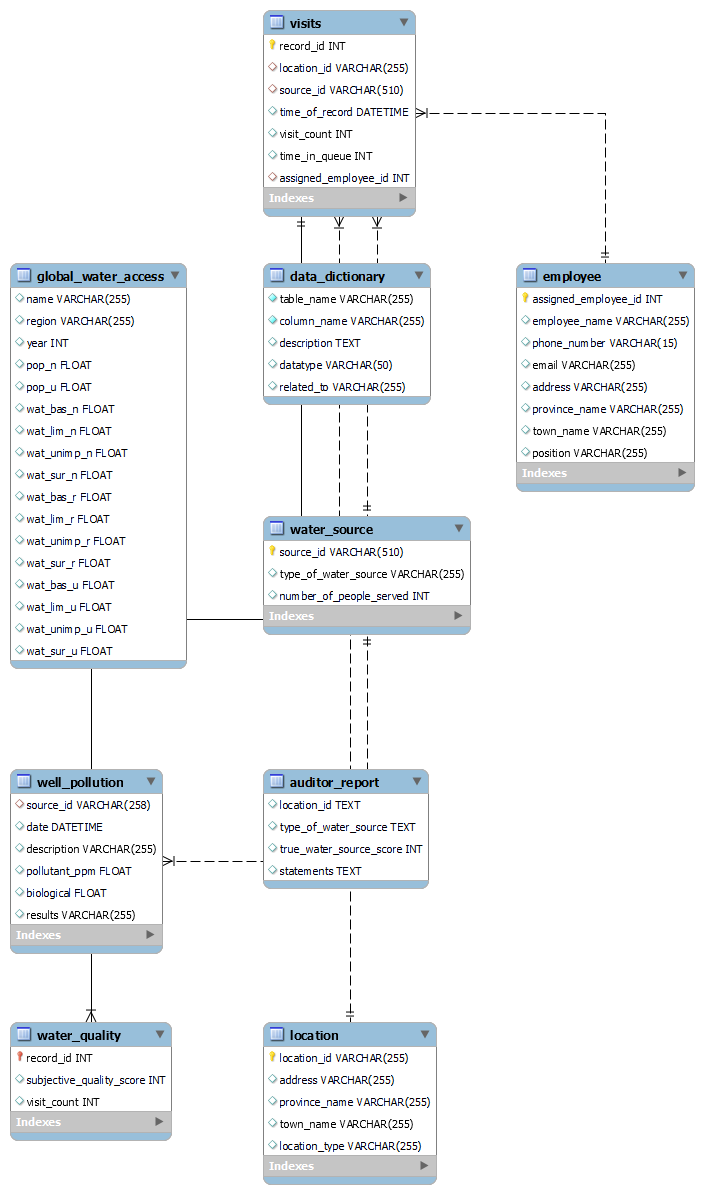 visits
record_id INT
location_id VARCHAR(255)
source_id VARCHAR(510)
time_of_record DATETIME
visit_count INT
time_in_queue INT
assigned_employee_id INT
Indexes
global_water_access
name VARCHAR(255)
region VARCHAR(255)
year INT
pop_n FLOAT
pop_u FLOAT
wat_bas_n FLOAT
wat_lim_n FLOAT
wat_unimp_n FLOAT
wat_sur_n FLOAT
wat_bas_r FLOAT
wat_lim_r FLOAT
wat_unimp_r FLOAT
wat_sur_r FLOAT
wat_bas_u FLOAT
wat_lim_u FLOAT
wat_unimp_u FLOAT
wat_sur_u FLOAT
data_dictionary
table_name VARCHAR(255)
column_name VARCHAR(255)
description TEXT
datatype VARCHAR(50)
related_to VARCHAR(255)
employee
assigned_employee_id INT
employee_name VARCHAR(255)
phone_number VARCHAR(15)
email VARCHAR(255)
address VARCHAR(255)
province_name VARCHAR(255)
town_name VARCHAR(255)
position VARCHAR(255)
Indexes
water_source
source_id VARCHAR(510)
type_of_water_source VARCHAR(255)
number_of_people_served INT
Indexes
well_pollution
source_id VARCHAR(258)
date DATETIME
description VARCHAR(255)
pollutant_ppm FLOAT
biological FLOAT
results VARCHAR(255)
Indexes
auditor_report
location_id TEXT
type_of_water_source TEXT
true_water_source_score INT
statements TEXT
water_quality
record_id INT
subjective_quality_score INT
visit_count INT
Indexes
location
location_id VARCHAR(255)
address VARCHAR(255)
province_name VARCHAR(255)
town_name VARCHAR(255)
location_type VARCHAR(255)
Indexes